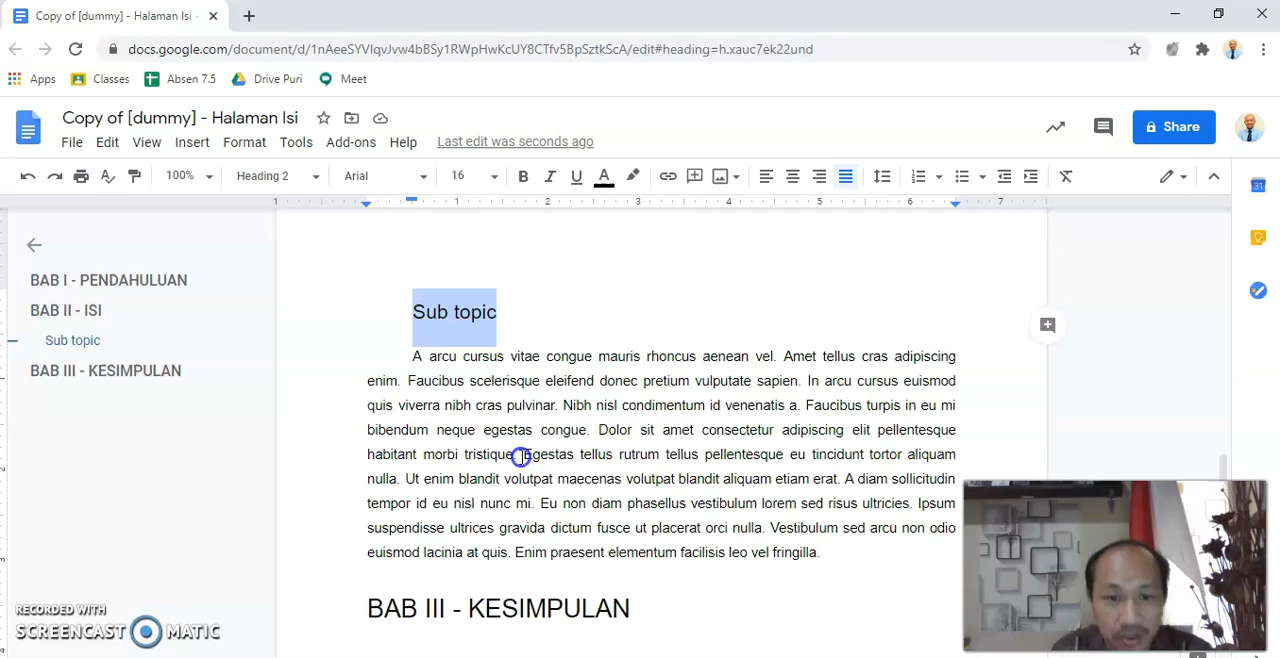 Copy of [dummy] - Halaman Isi -
docs.google.com/document/d/1nAeeSYVlqvJvw4bBSy1RWpHwKcUY8CTfv5BpSztkScA/edit#heading=h.xauc7ek22und
Apps Classes Absen 7.5 Drive Puri Meet
Copy of [dummy] - Halaman Isi
File Edit View Insert Format Tools Add-ons Help Last edit was seconds ago
Share
100% Heading 2 Arial 16 B I U A
1 1 2 3 4 5 6 7
BAB I - PENDAHULUAN
BAB II - ISI
Sub topic
BAB III - KESIMPULAN
Sub topic
A arcu cursus vitae congue mauris rhoncus aenean vel. Amet tellus cras adipiscing
enim. Faucibus scelerisque eleifend donec pretium vulputate sapien. In arcu cursus euismod
quis viverra nibh cras pulvinar. Nibh nisl condimentum id venenatis a. Faucibus turpis in eu mi
bibendum neque egestas congue. Dolor sit amet consectetur adipiscing elit pellentesque
habitant morbi tristique. Egestas tellus rutrum tellus pellentesque eu tincidunt tortor aliquam
nulla. Ut enim blandit volutpat maecenas volutpat blandit aliquam etiam erat. A diam sollicitudin
tempor id eu nisl nunc mi. Eu non diam phasellus vestibulum lorem sed risus ultricies. Ipsum
suspendisse ultrices gravida dictum fusce ut placerat orci nulla. Vestibulum sed arcu non odio
euismod lacinia at quis. Enim praesent elementum facilisis leo vel fringilla.
BAB III - KESIMPULAN
RECORDED WITH
SCREENCAST MATIC